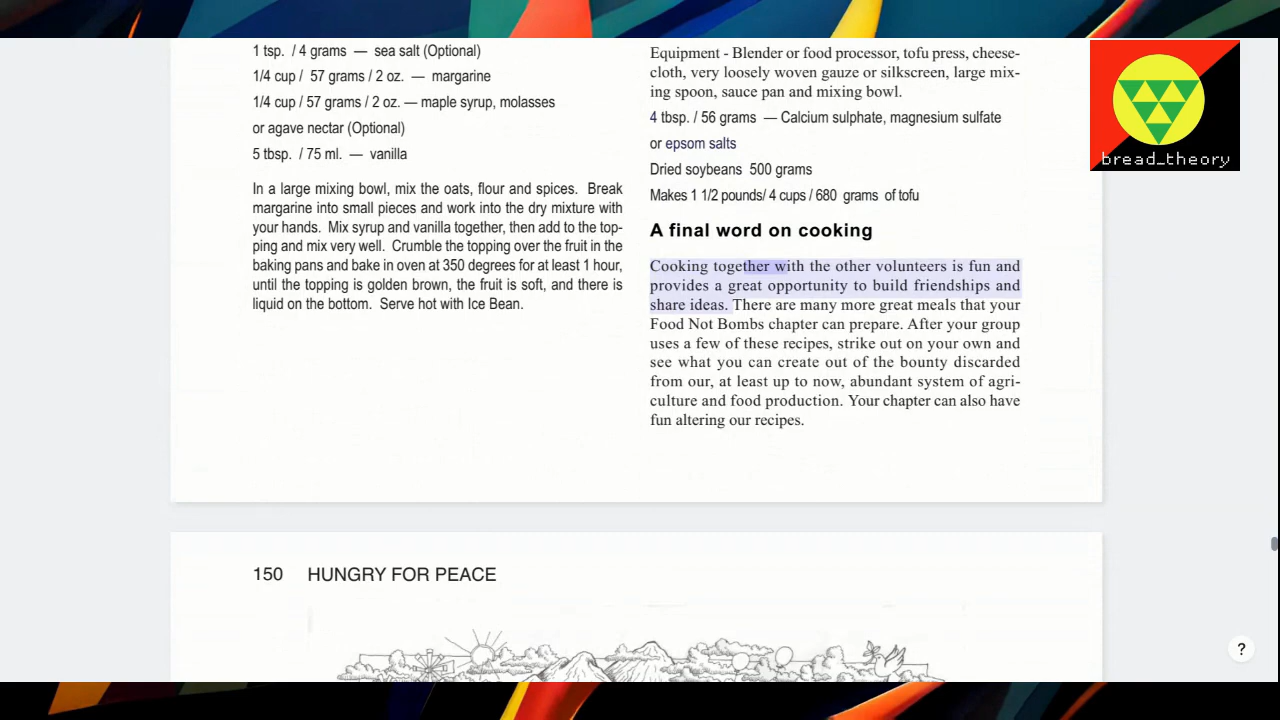 1 tsp. / 4 grams — sea salt (Optional)
1/4 cup / 57 grams / 2 oz. — margarine
1/4 cup / 57 grams / 2 oz. — maple syrup, molasses
or agave nectar (Optional)
5 tbsp. / 75 ml. — vanilla
In a large mixing bowl, mix the oats, flour and spices. Break
margarine into small pieces and work into the dry mixture with
your hands. Mix syrup and vanilla together, then add to the top-
ping and mix very well. Crumble the topping over the fruit in the
baking pans and bake in oven at 350 degrees for at least 1 hour,
until the topping is golden brown, the fruit is soft, and there is
liquid on the bottom. Serve hot with Ice Bean.
Equipment - Blender or food processor, tofu press, cheese-
cloth, very loosely woven gauze or silkscreen, large mix-
ing spoon, sauce pan and mixing bowl.
4 tbsp. / 56 grams — Calcium sulphate, magnesium sulfate
or epsom salts
Dried soybeans 500 grams
Makes 1 1/2 pounds/ 4 cups / 680 grams of tofu
A final word on cooking
Cooking together with the other volunteers is fun and
provides a great opportunity to build friendships and
share ideas. There are many more great meals that your
Food Not Bombs chapter can prepare. After your group
uses a few of these recipes, strike out on your own and
see what you can create out of the bounty discarded
from our, at least up to now, abundant system of agri-
culture and food production. Your chapter can also have
fun altering our recipes.
bread_theory
150 HUNGRY FOR PEACE
?